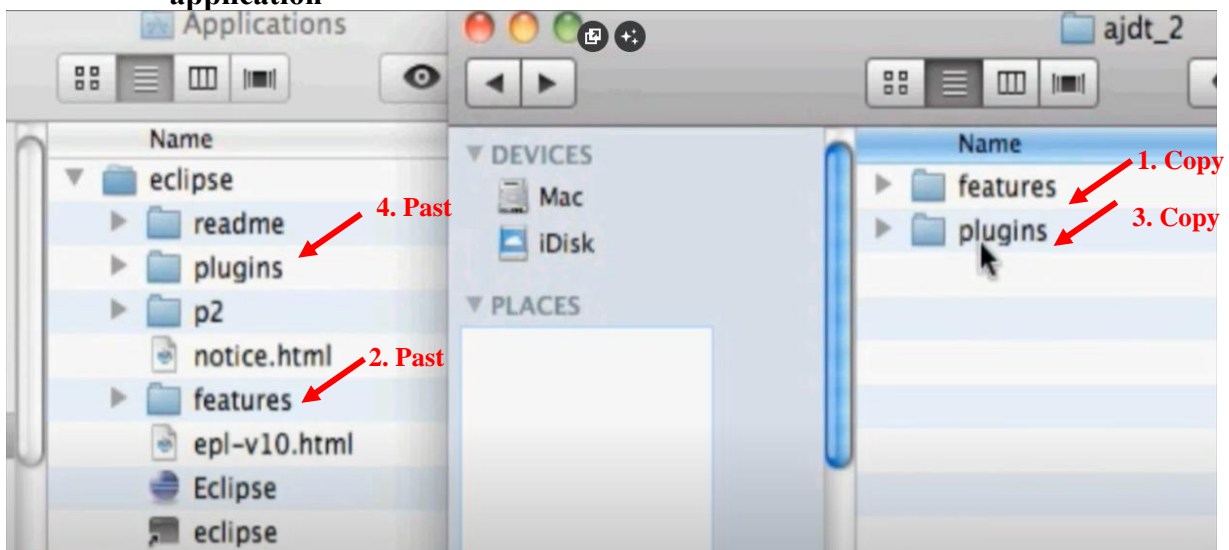 application
Applications
Name
eclipse
readme
plugins
p2
notice.html
features
epl-v10.html
Eclipse
eclipse
4. Past
2. Past
ajdt_2
DEVICES
Mac
iDisk
PLACES
Name
features
plugins
1. Copy
3. Copy